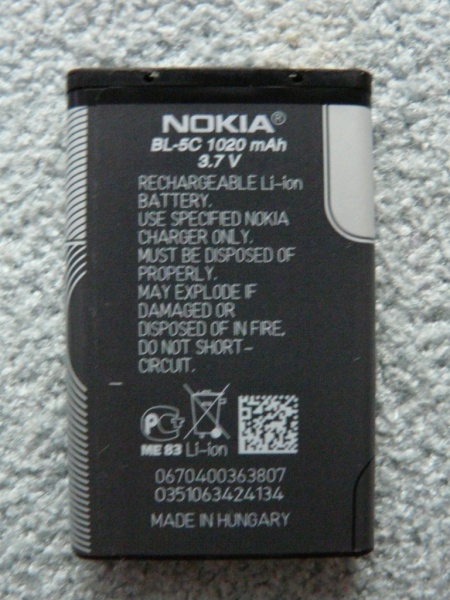 NOKIA®
BL-5C 1020 mAh
3.7 V
RECHARGEABLE Li-ion
BATTERY.
USE SPECIFIED NOKIA
CHARGER ONLY.
MUST BE DISPOSED OF
PROPERLY.
MAY EXPLODE IF
DAMAGED OR
DISPOSED OF IN FIRE.
DO NOT SHORT-
CIRCUIT.
ME 83 Li-ion
0670400363807
0351063424134
MADE IN HUNGARY